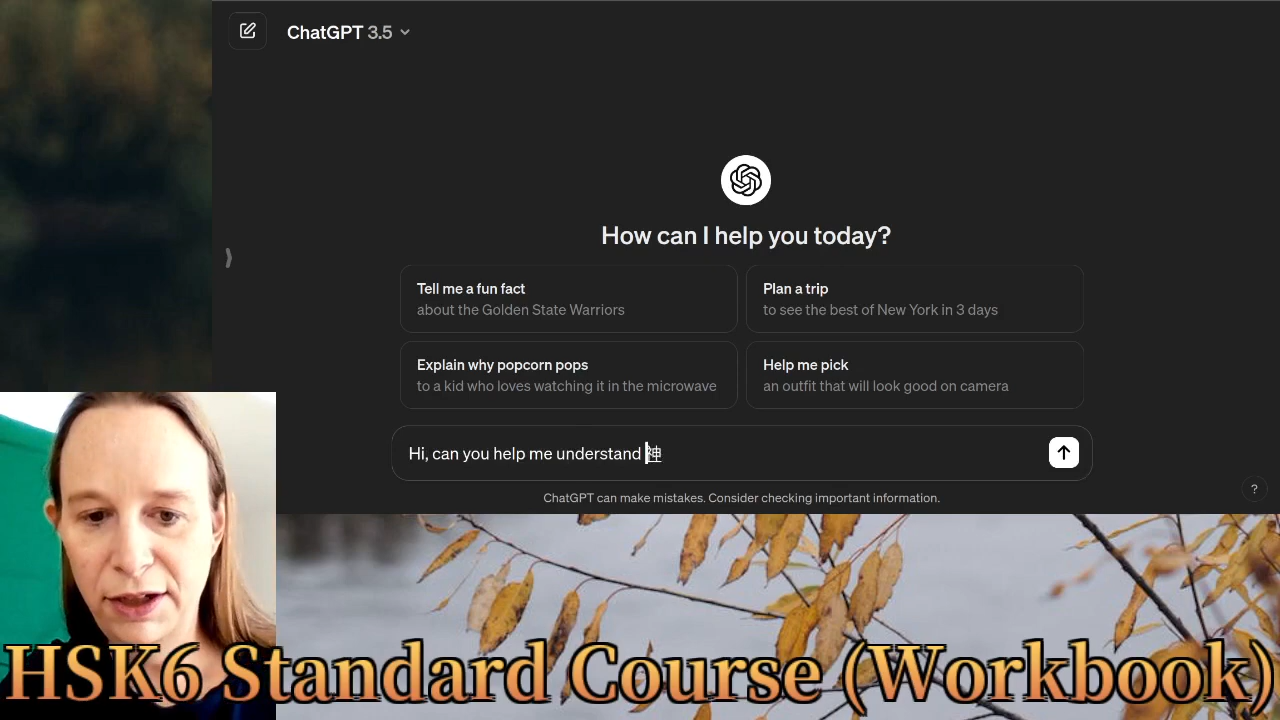 ChatGPT 3.5
How can I help you today?
Tell me a fun fact
about the Golden State Warriors
Plan a trip
to see the best of New York in 3 days
Explain why popcorn pops
to a kid who loves watching it in the microwave
Help me pick
an outfit that will look good on camera
Hi, can you help me understand 神
ChatGPT can make mistakes. Consider checking important information.
?
HSK6 Standard Course (Workbook)